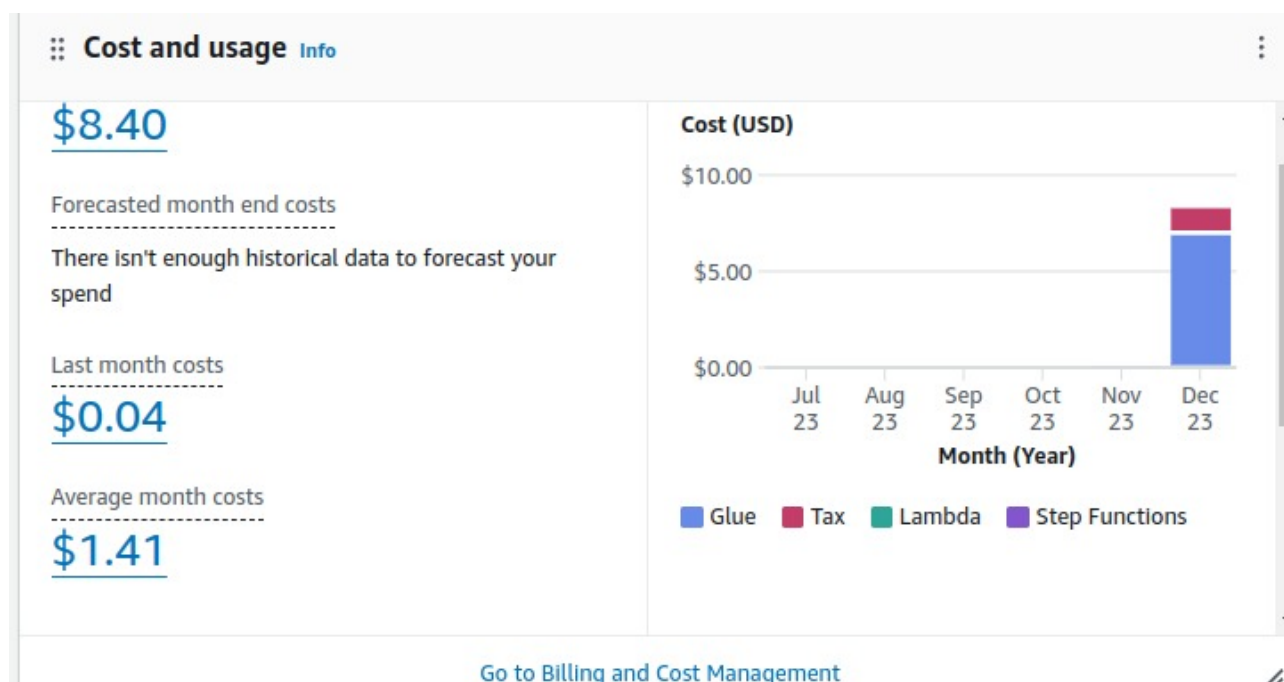 Cost and usage Info
$8.40
Forecasted month end costs
There isn't enough historical data to forecast your
spend
Last month costs
$0.04
Average month costs
$1.41
Cost (USD)
$10.00
$5.00
$0.00
Jul Aug Sep Oct Nov Dec
23 23 23 23 23 23
Month (Year)
Glue Tax Lambda Step Functions
Go to Billing and Cost Management